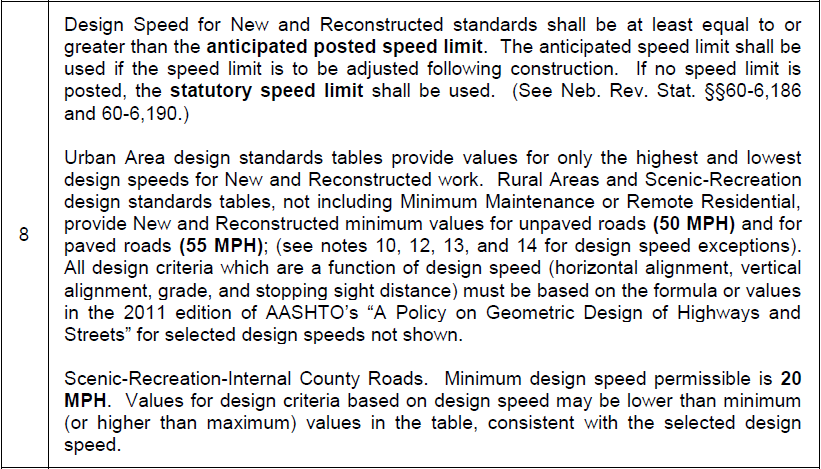 Design Speed for New and Reconstructed standards shall be at least equal to or
greater than the anticipated posted speed limit. The anticipated speed limit shall be
used if the speed limit is to be adjusted following construction. If no speed limit is
posted, the statutory speed limit shall be used. (See Neb. Rev. Stat. §§60-6,186
and 60-6,190.)
Urban Area design standards tables provide values for only the highest and lowest
design speeds for New and Reconstructed work. Rural Areas and Scenic-Recreation
design standards tables, not including Minimum Maintenance or Remote Residential,
provide New and Reconstructed minimum values for unpaved roads (50 MPH) and for
8
paved roads (55 MPH); (see notes 10, 12, 13, and 14 for design speed exceptions).
All design criteria which are a function of design speed (horizontal alignment, vertical
alignment, grade, and stopping sight distance) must be based on the formula or values
in the 2011 edition of AASHTO's “A Policy on Geometric Design of Highways and
Streets” for selected design speeds not shown.
Scenic-Recreation-Internal County Roads. Minimum design speed permissible is 20
MPH. Values for design criteria based on design speed may be lower than minimum
(or higher than maximum) values in the table, consistent with the selected design
speed.